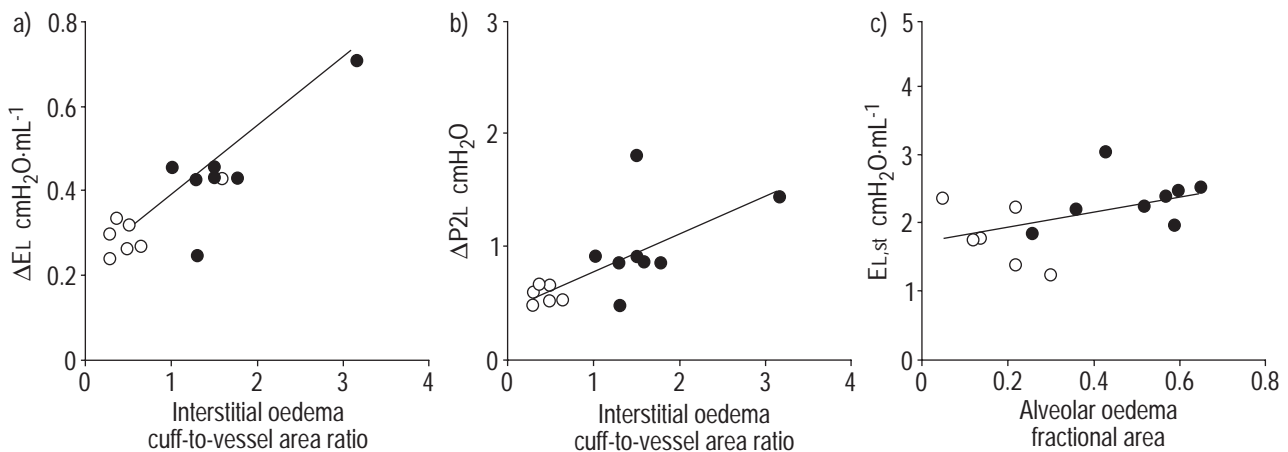 a)
0.8
0.6
0.4
0.2
0
ΔEL cmH₂O·mL⁻¹
0 1 2 3 4
Interstitial oedema
cuff-to-vessel area ratio
b)
3
2
1
0
ΔP2L cmH₂O
0 1 2 3 4
Interstitial oedema
cuff-to-vessel area ratio
c)
5
4
3
2
1
0
EL,st cmH₂O·mL⁻¹
0 0.2 0.4 0.6 0.8
Alveolar oedema
fractional area